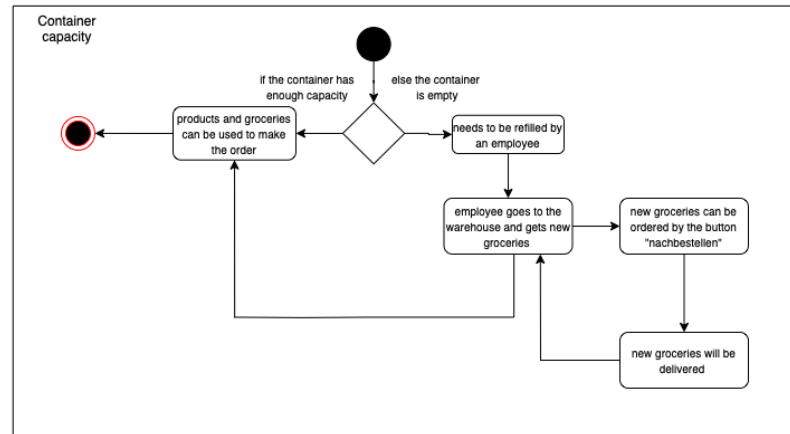 Container
capacity
if the container has
enough capacity
else the container
is empty
products and groceries
can be used to make
the order
needs to be refilled by
an employee
employee goes to the
warehouse and gets new
groceries
new groceries can be
ordered by the button
"nachbestellen"
new groceries will be
delivered